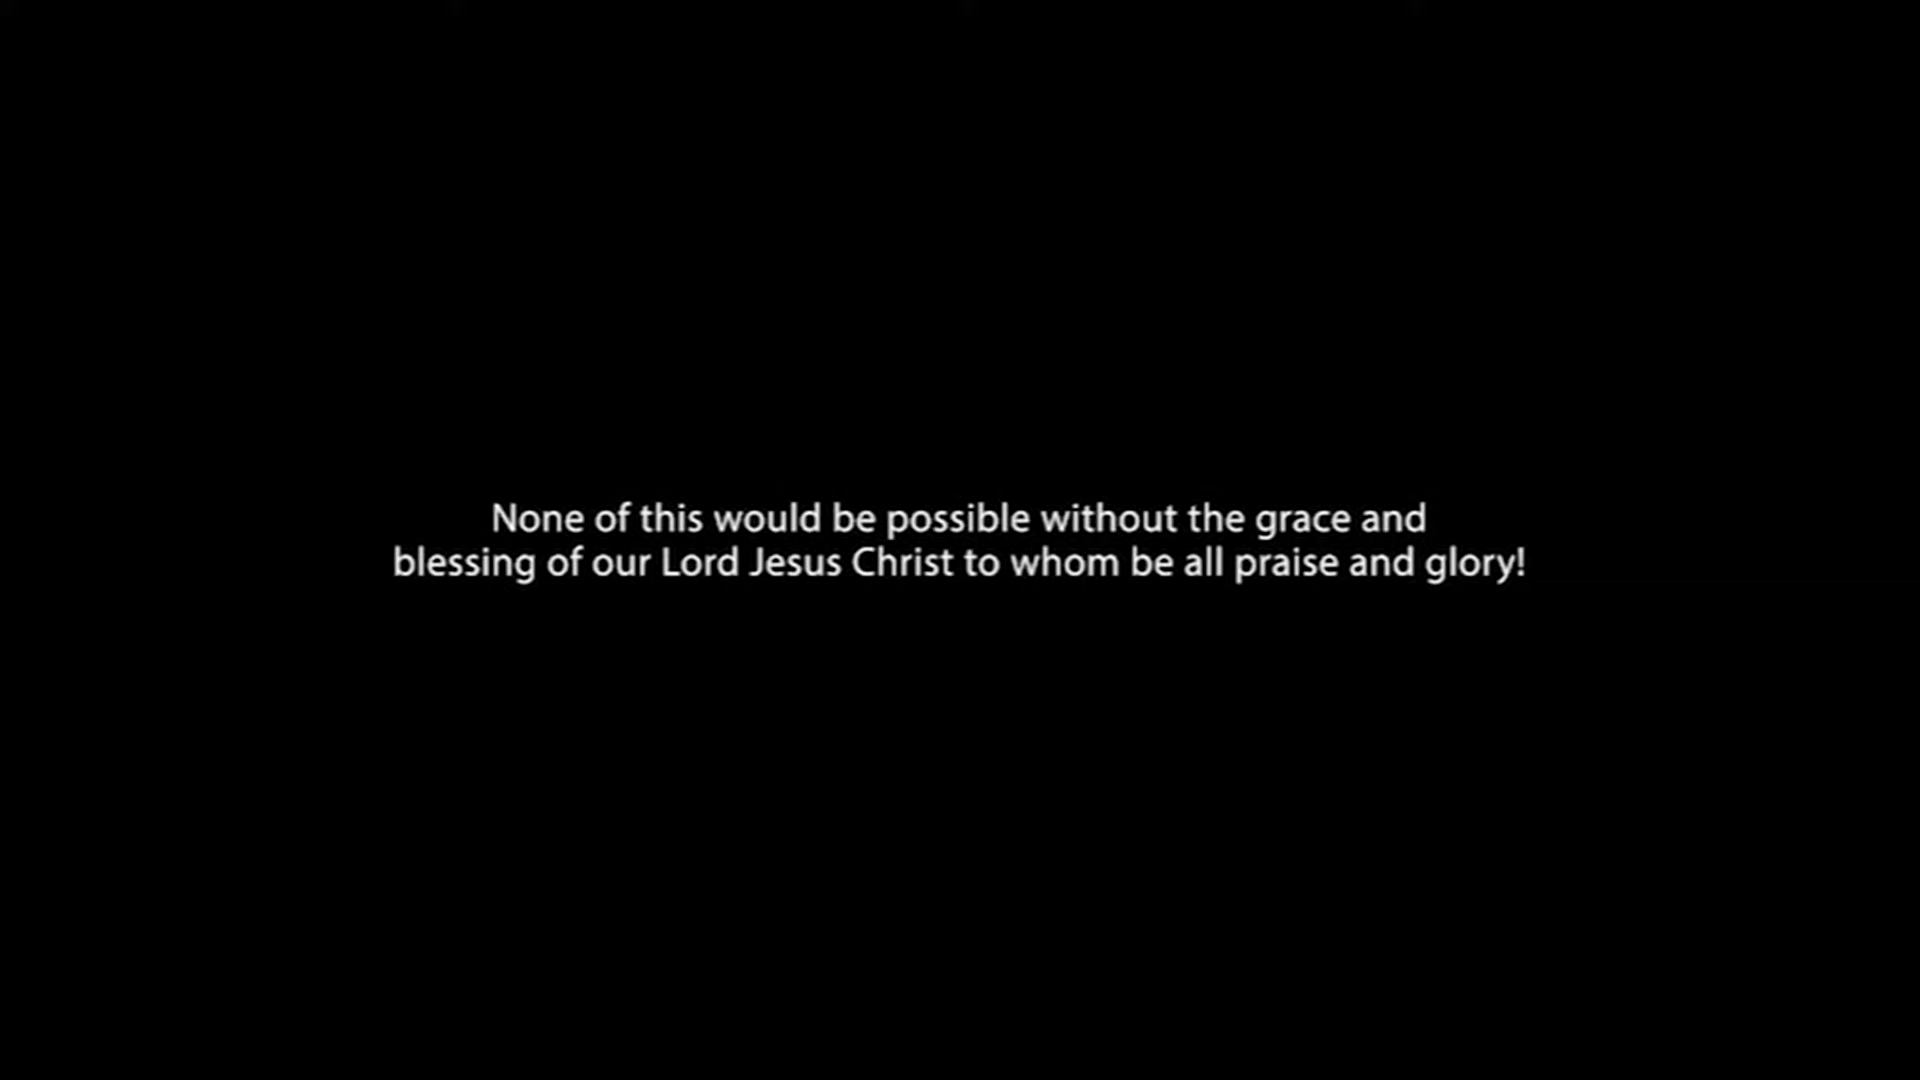 None of this would be possible without the grace and
blessing of our Lord Jesus Christ to whom be all praise and glory!